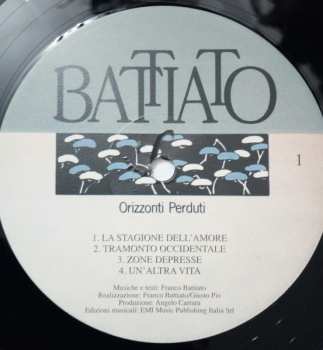 BATTIATO
Orizzonti Perduti
1
1. LA STAGIONE DELL'AMORE
2. TRAMONTO OCCIDENTALE
3. ZONE DEPRESSE
4. UN'ALTRA VITA
Musiche e testi: Franco Battiato
Realizzazione: Franco Battiato/Giusto Pio
Produzione: Angelo Carrara
Edizioni musicali: EMI Music Publishing Italia Srl